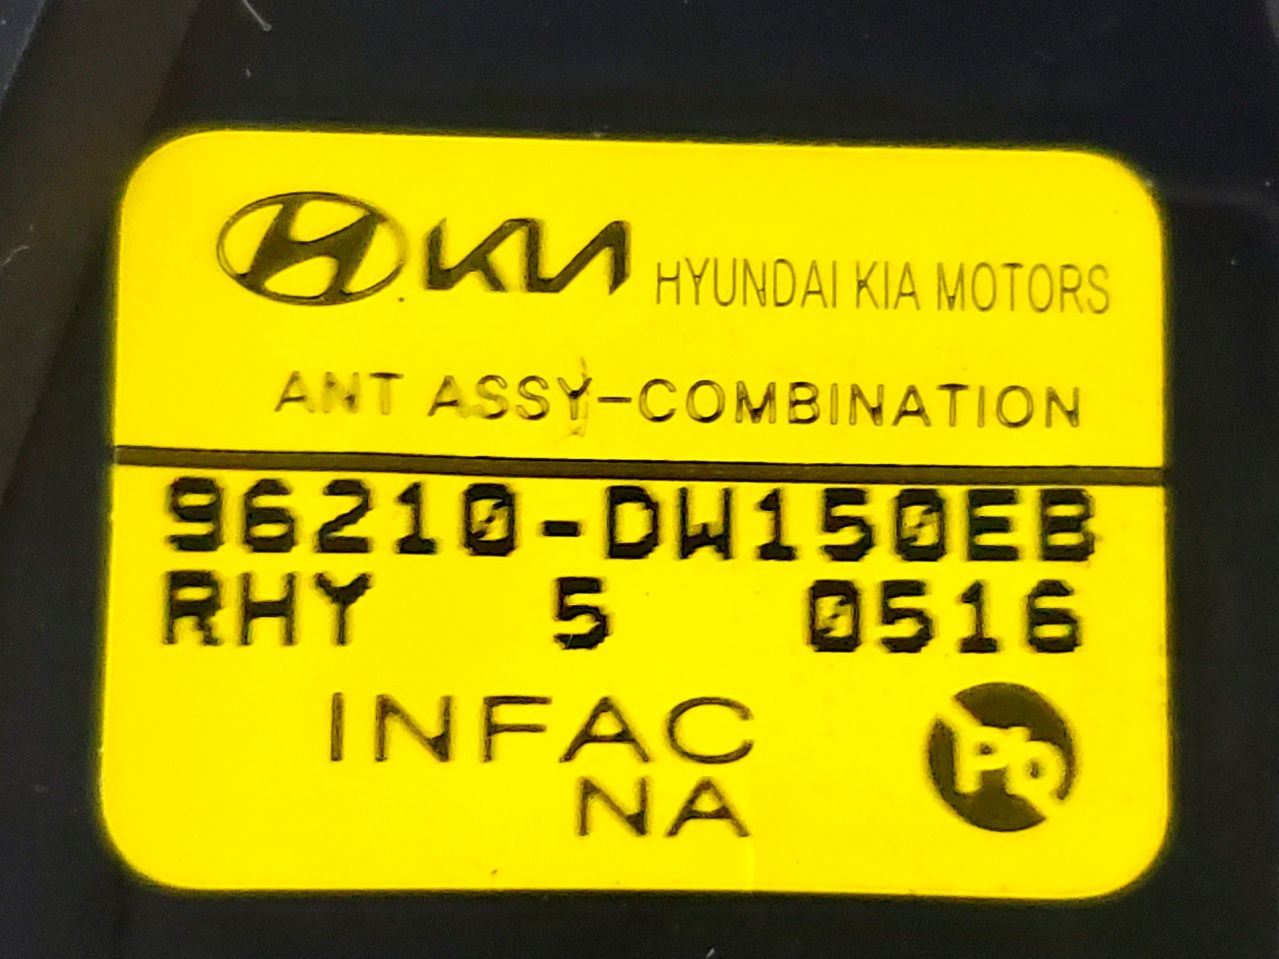 KIA HYUNDAI KIA MOTORS
ANT ASSY-COMBINATION
96210-DW150EB
RHY 5 0516
INFAC
NA
Pb